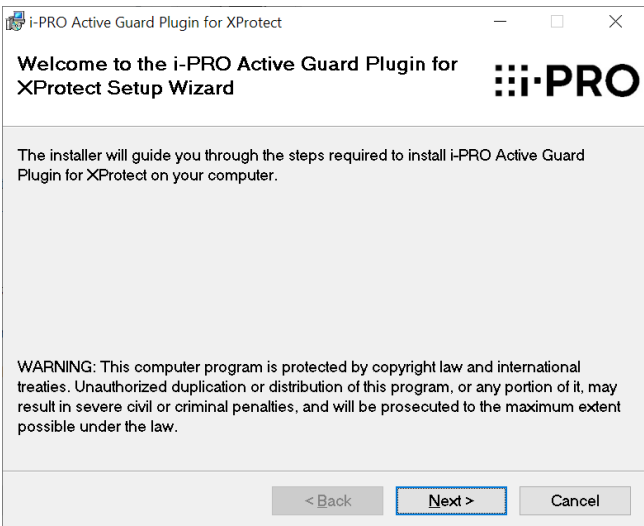 i-PRO Active Guard Plugin for XProtect
Welcome to the i-PRO Active Guard Plugin for
XProtect Setup Wizard
i-PRO
The installer will guide you through the steps required to install i-PRO Active Guard
Plugin for XProtect on your computer.
WARNING: This computer program is protected by copyright law and international
treaties. Unauthorized duplication or distribution of this program, or any portion of it, may
result in severe civil or criminal penalties, and will be prosecuted to the maximum extent
possible under the law.
< Back Next > Cancel